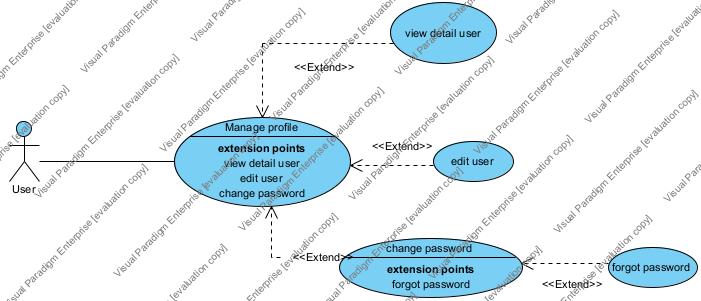 view detail user
<<Extend>>
Manage profile
extension points
view detail user
edit user
change password
<<Extend>>
edit user
User
<<Extend>>
change password
extension points
forgot password
forgot password
<<Extend>>
Visual Paradigm Enterprise [evaluation copy]